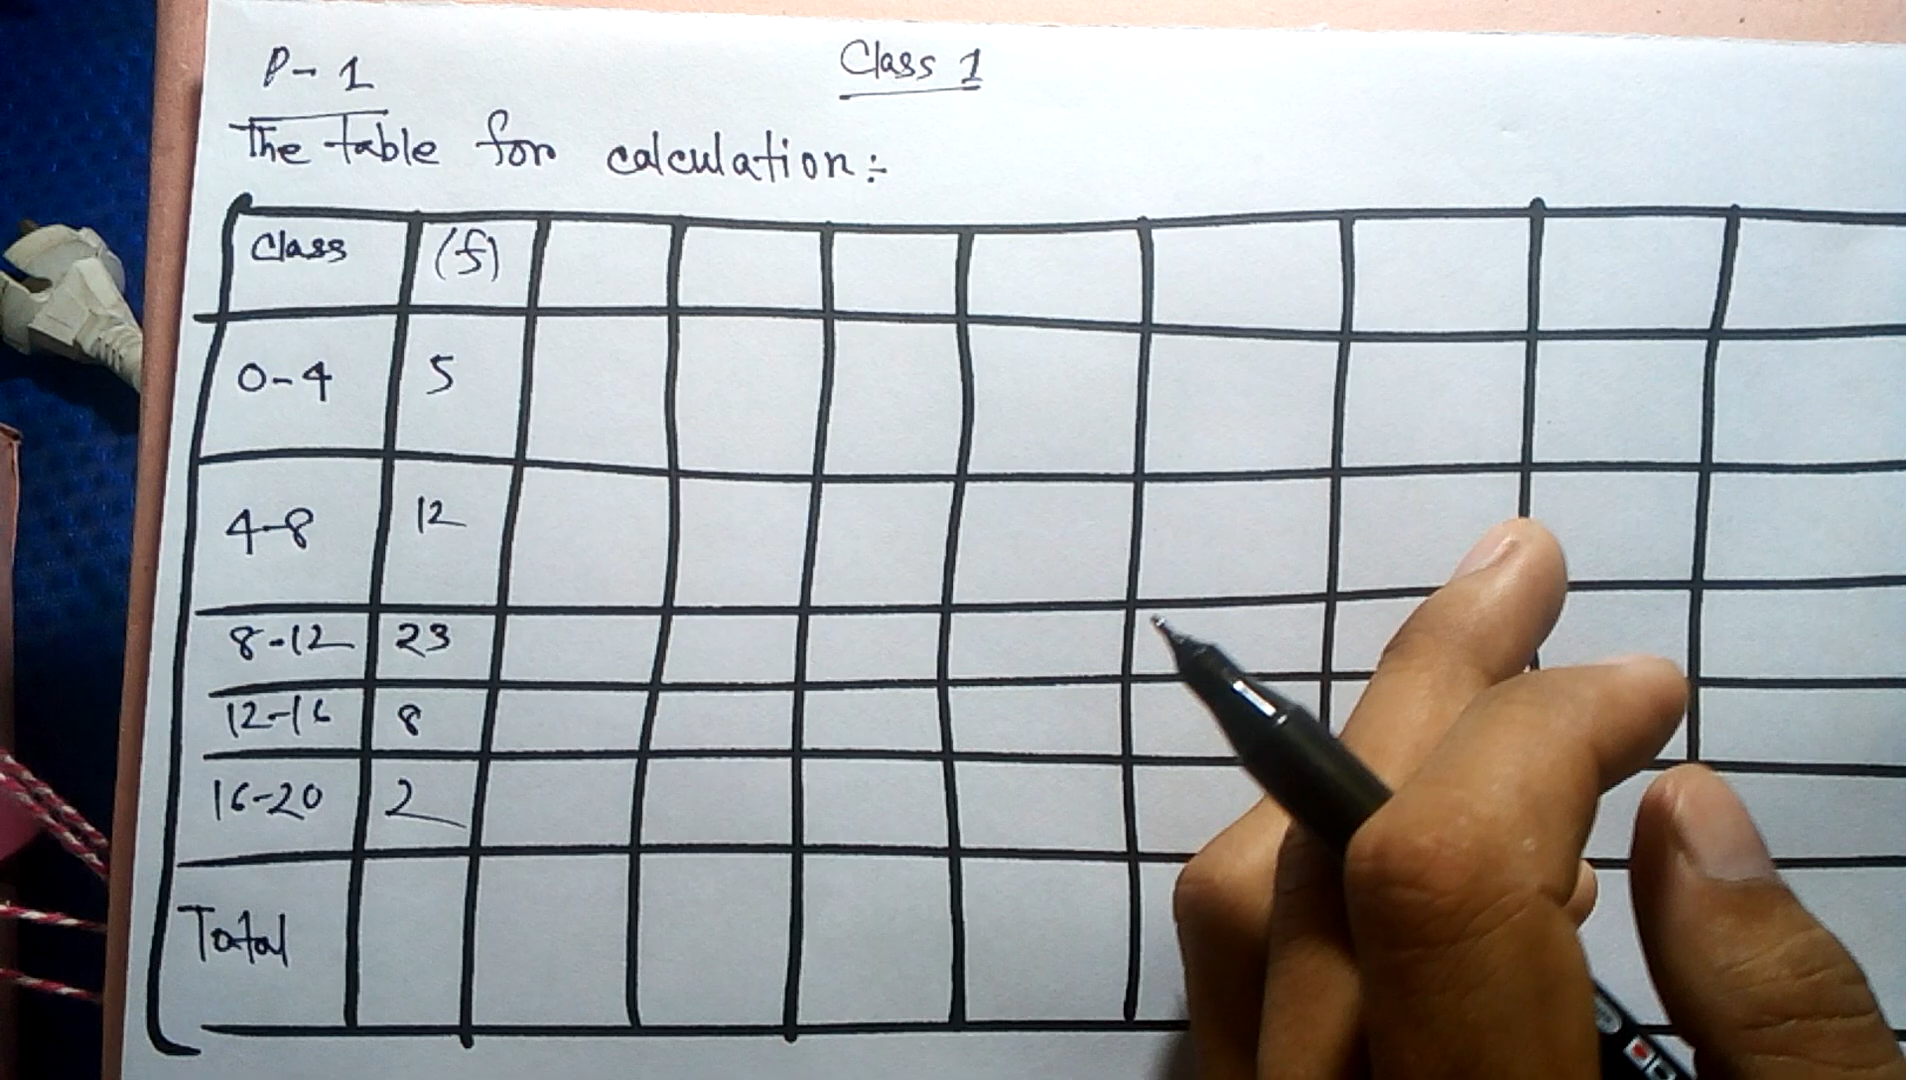 P-1
Class 1
The table for calculation:-
Class (f)
0-4 5
4-8 12
8-12 23
12-16 8
16-20 2
Total